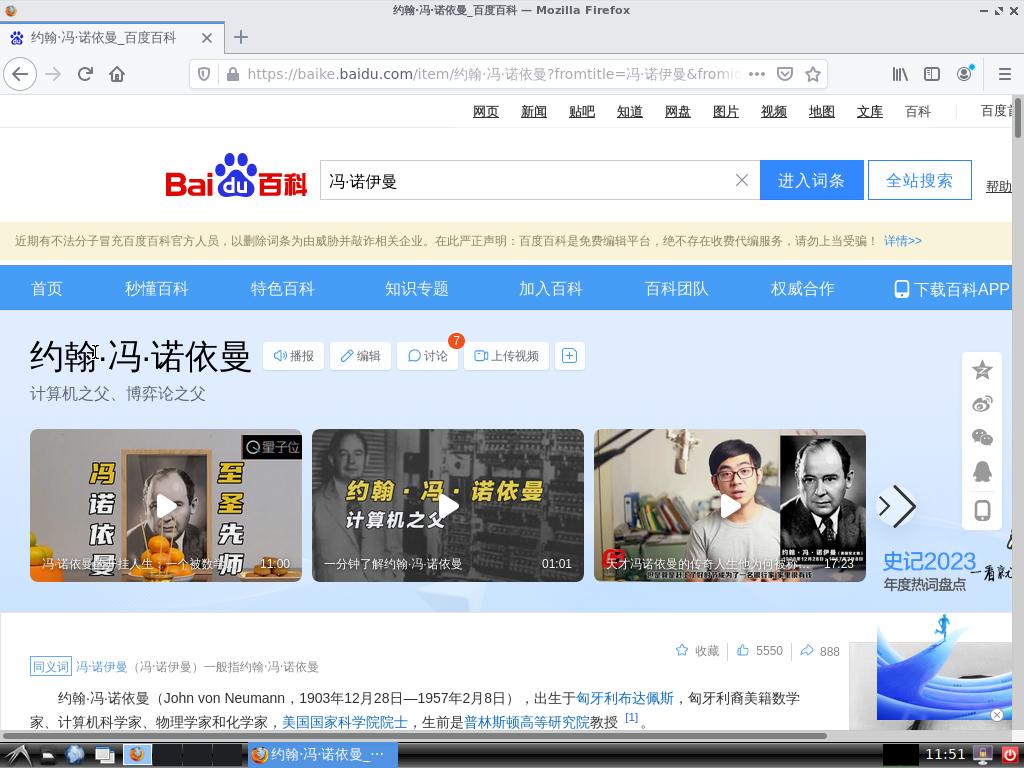 约翰·冯·诺依曼_百度百科 — Mozilla Firefox
约翰·冯·诺依曼_百度百科
https://baike.baidu.com/item/约翰·冯·诺依曼?fromtitle=冯·诺伊曼&fromid
网页 新闻 贴吧 知道 网盘 图片 视频 地图 文库 百科 百度首
Bai du 百科 冯·诺伊曼 进入词条 全站搜索 帮助
近期有不法分子冒充百度百科官方人员，以删除词条为由威胁并敲诈相关企业。在此严正声明：百度百科是免费编辑平台，绝不存在收费代编服务，请勿上当受骗！ 详情>>
首页 秒懂百科 特色百科 知识专题 加入百科 百科团队 权威合作 下载百科APP
约翰·冯·诺依曼 播报 编辑 讨论 7 上传视频
计算机之父、博弈论之父
量子位
冯诺依曼 至圣先师
冯·诺依曼的开挂人生：一个被数学 11:00
约翰·冯·诺依曼
计算机之父
一分钟了解约翰·冯·诺依曼 01:01
天才冯诺依曼的传奇人生他为何被称... 17:23
史记2023
年度热词盘点
收藏 5550 888
同义词 冯·诺伊曼（冯·诺伊曼）一般指约翰·冯·诺依曼
约翰·冯·诺依曼（John von Neumann，1903年12月28日—1957年2月8日），出生于匈牙利布达佩斯，匈牙利裔美籍数学
家、计算机科学家、物理学家和化学家，美国国家科学院院士，生前是普林斯顿高等研究院教授 [1] 。
约翰·冯·诺依曼_···
11:51